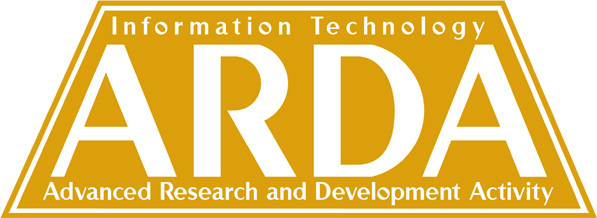 Information Technology
ARDA
Advanced Research and Development Activity